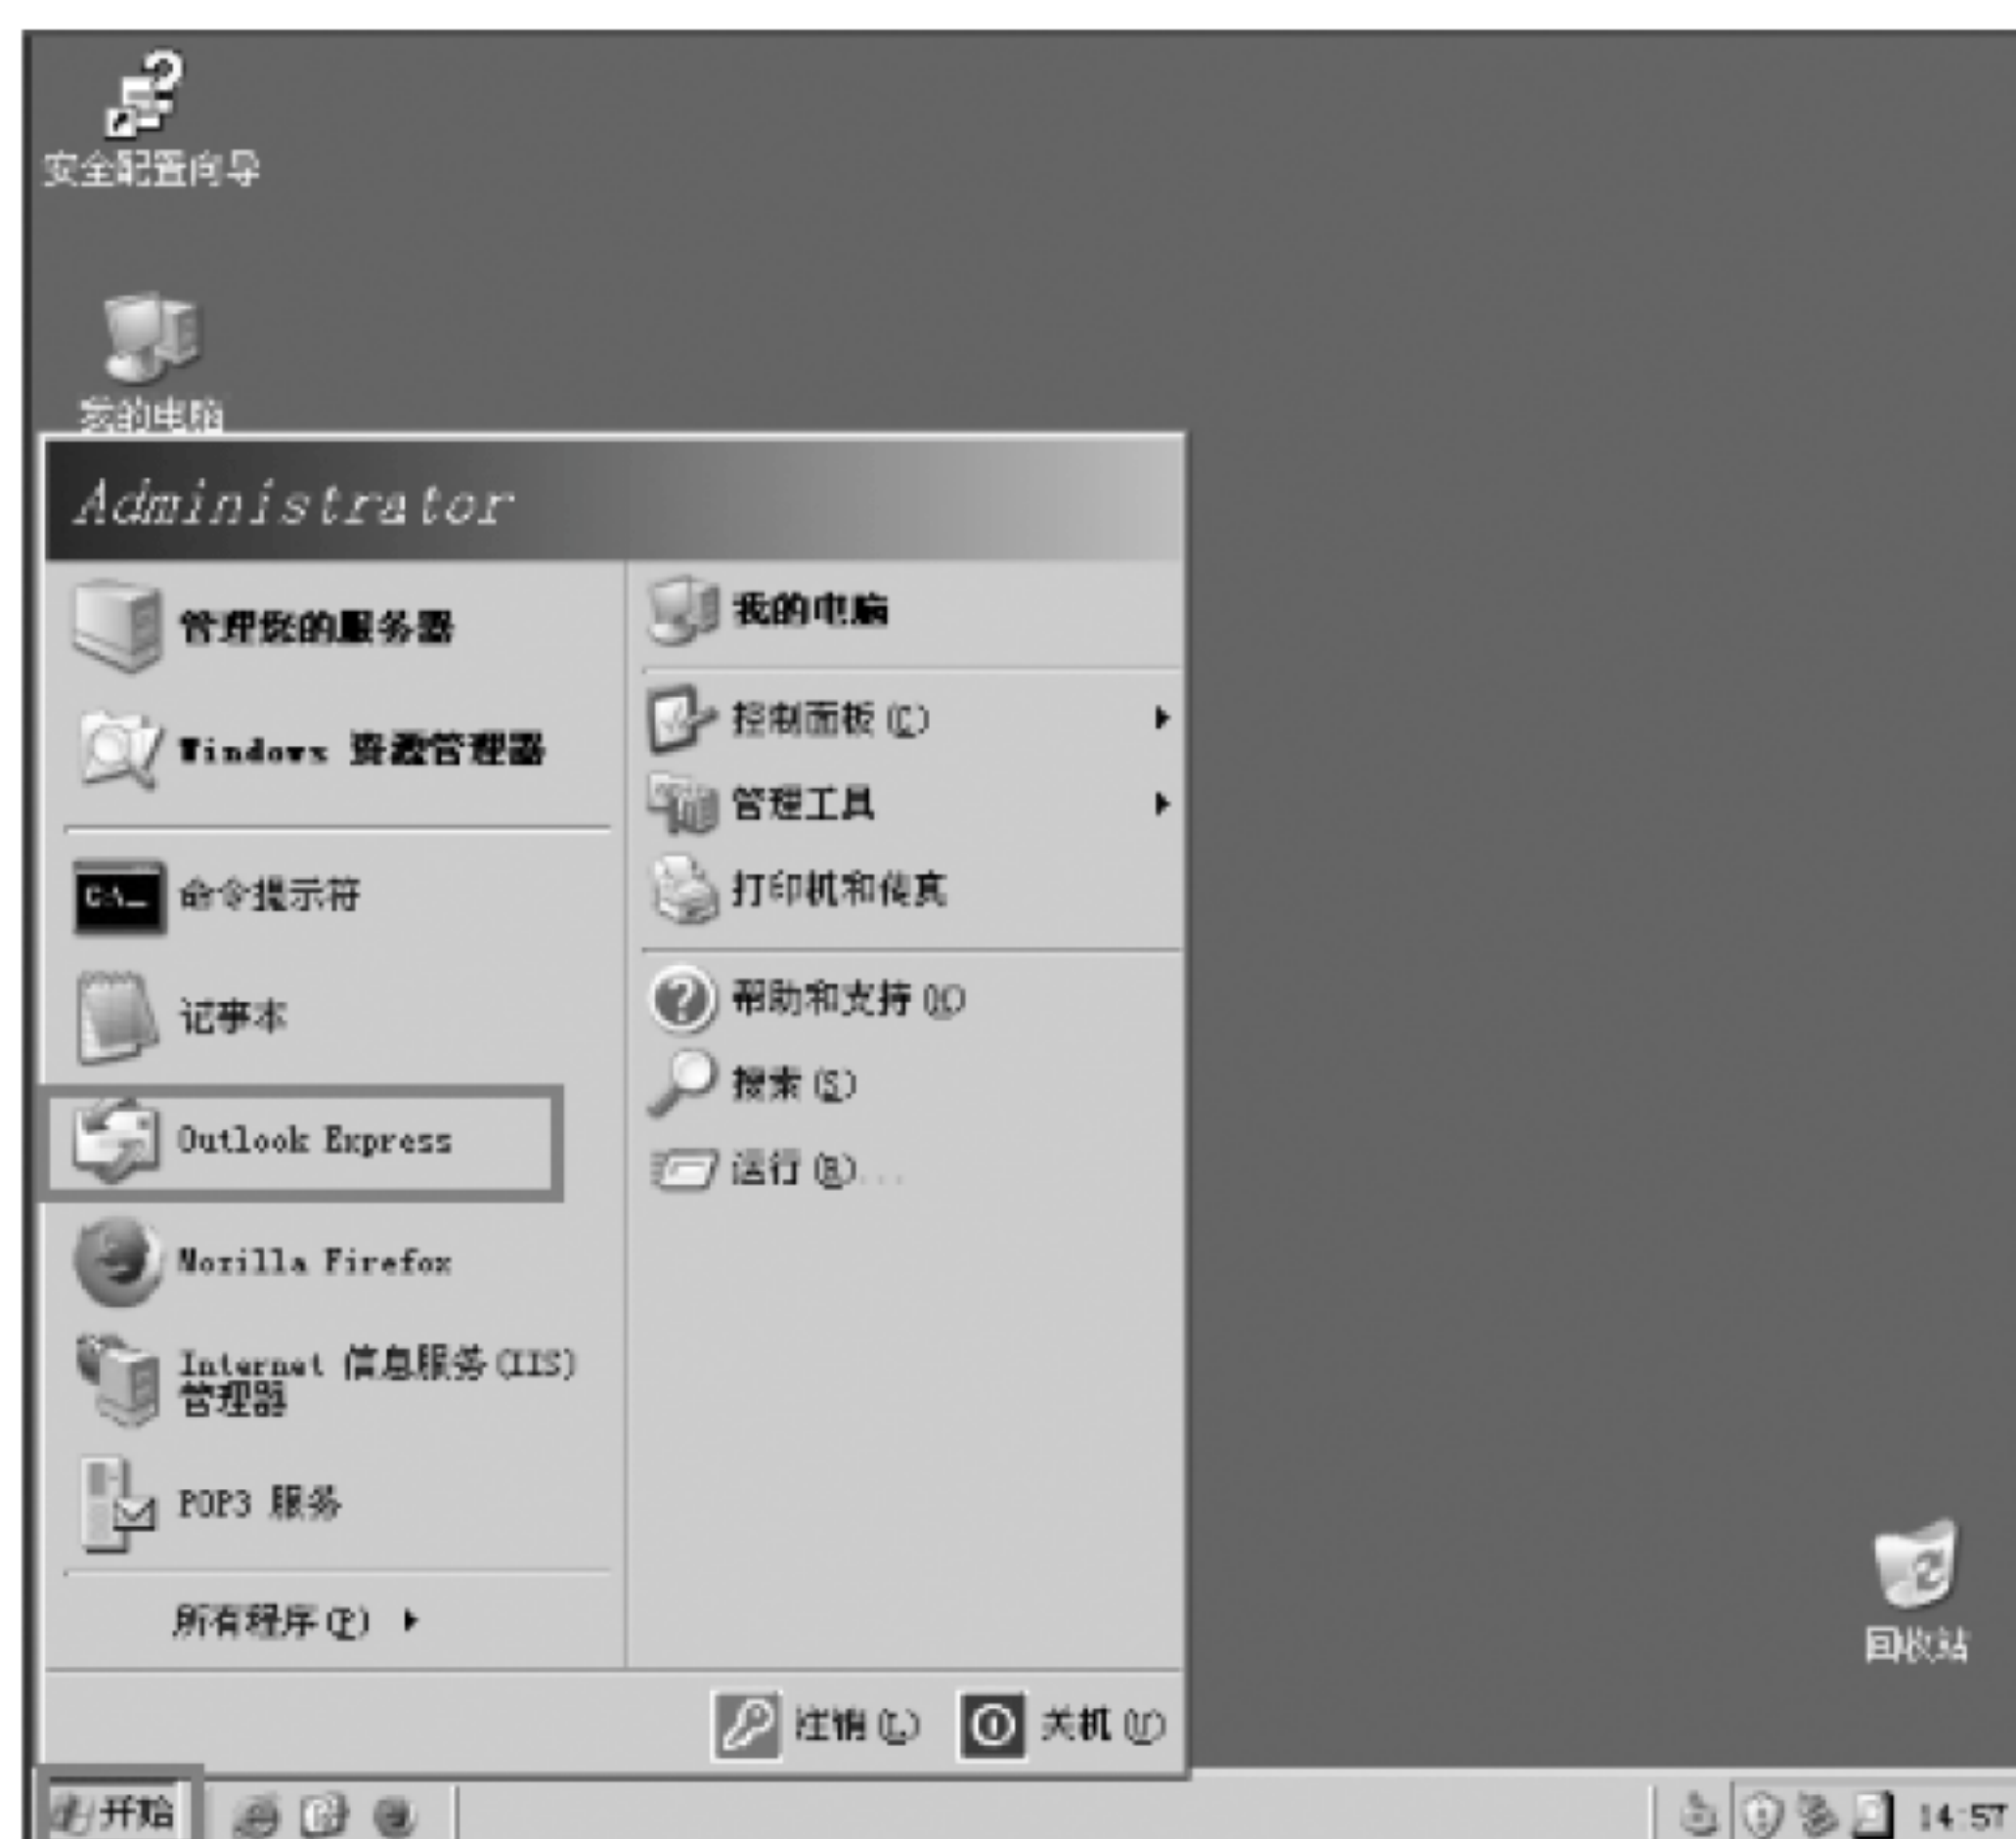 安全配置向导
我的电脑
Administrator
管理您的服务器
Windows 资源管理器
命令提示符
记事本
Outlook Express
Mozilla Firefox
Internet 信息服务(IIS)
管理器
POP3 服务
所有程序(P)
我的电脑
控制面板(C)
管理工具
打印机和传真
帮助和支持(H)
搜索(S)
运行(R)...
注销(L)
关机(U)
回收站
开始
14:57